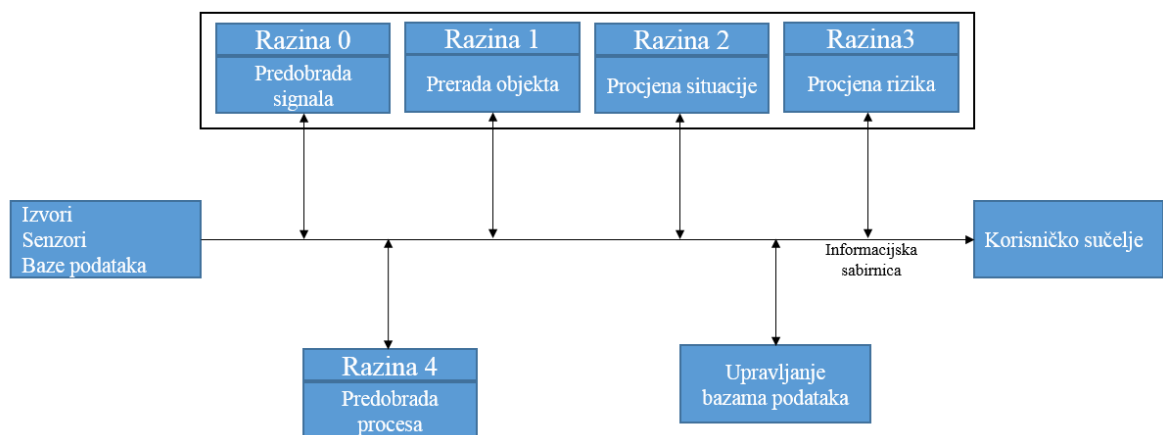 Razina 0
Predobrada
signala
Razina 1
Prerada objekta
Razina 2
Procjena situacije
Razina3
Procjena rizika
Izvori
Senzori
Baze podataka
Informacijska
sabirnica
Korisničko sučelje
Razina 4
Predobrada
procesa
Upravljanje
bazama podataka